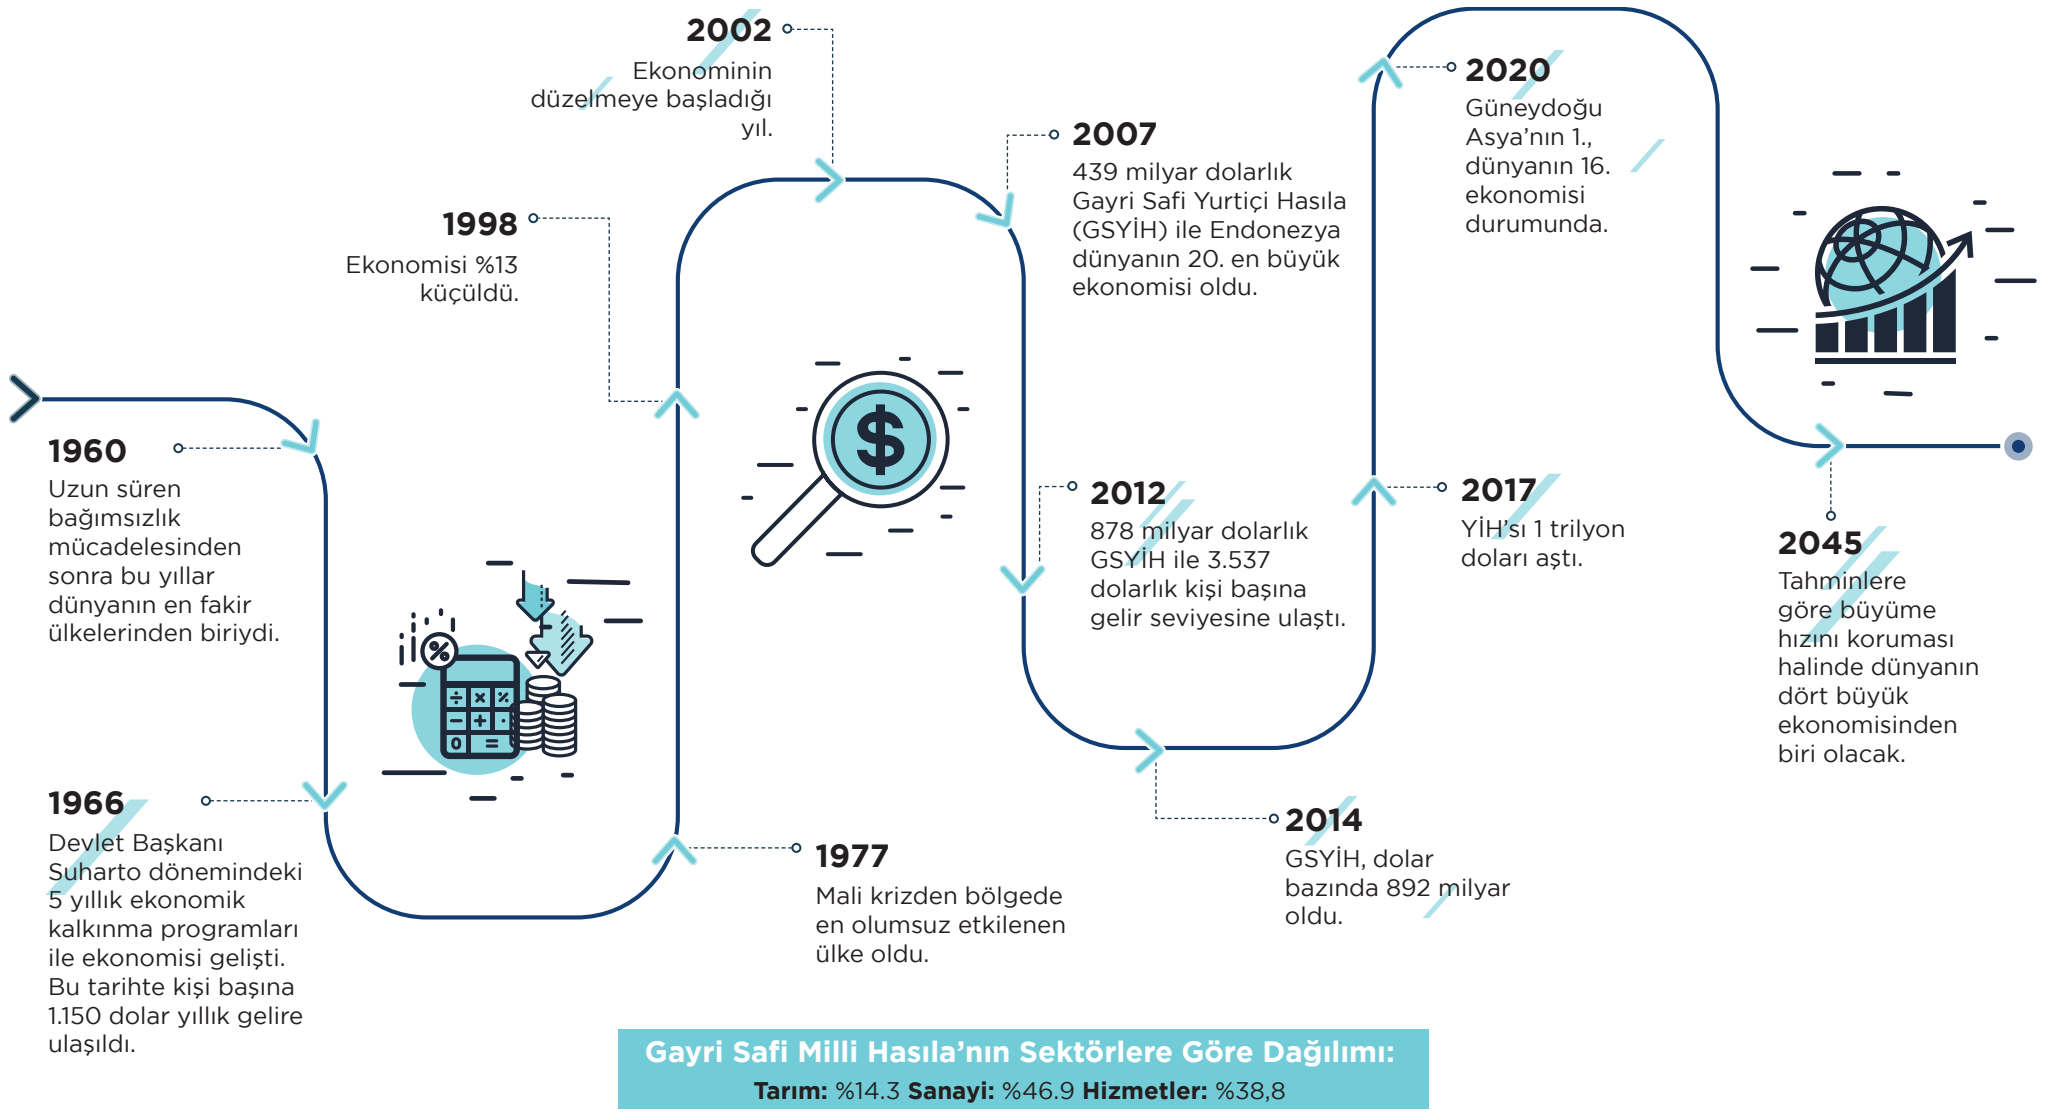 1960
Uzun süren
bağımsızlık
mücadelesinden
sonra bu yıllar
dünyanın en fakir
ülkelerinden biriydi.
1966
Devlet Başkanı
Suharto dönemindeki
5 yıllık ekonomik
kalkınma programları
ile ekonomisi gelişti.
Bu tarihte kişi başına
1.150 dolar yıllık gelire
ulaşıldı.
1977
Mali krizden bölgede
en olumsuz etkilenen
ülke oldu.
1998
Ekonomisi %13
küçüldü.
2002
Ekonominin
düzelmeye başladığı
yıl.
2007
439 milyar dolarlık
Gayri Safi Yurtiçi Hasıla
(GSYİH) ile Endonezya
dünyanın 20. en büyük
ekonomisi oldu.
2012
878 milyar dolarlık
GSYİH ile 3.537
dolarlık kişi başına
gelir seviyesine ulaştı.
2014
GSYİH, dolar
bazında 892 milyar
oldu.
2017
YİH’sı 1 trilyon
doları aştı.
2020
Güneydoğu
Asya’nın 1.,
dünyanın 16.
ekonomisi
durumunda.
2045
Tahminlere
göre büyüme
hızını koruması
halinde dünyanın
dört büyük
ekonomisinden
biri olacak.
Gayri Safi Milli Hasıla’nın Sektörlere Göre Dağılımı:
Tarım: %14.3 Sanayi: %46.9 Hizmetler: %38,8